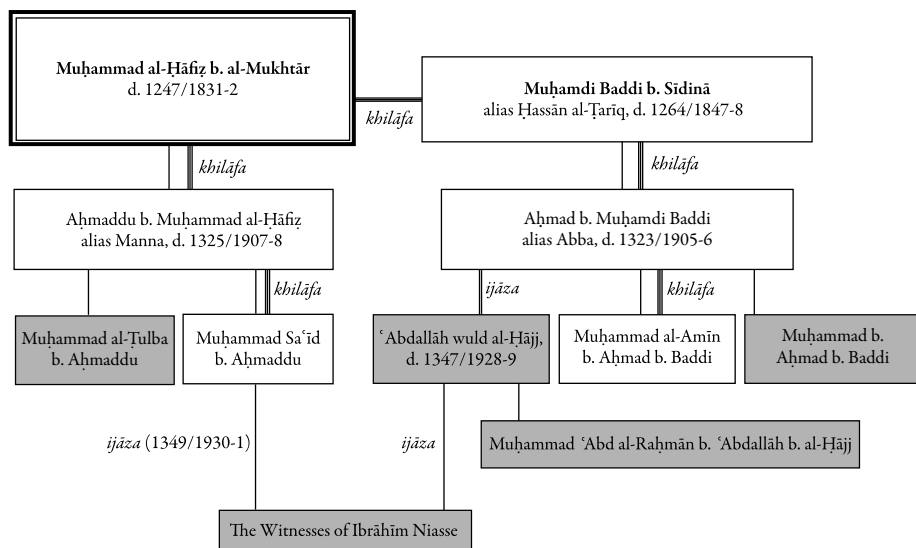 Muḥammad al-Ḥāfiẓ b. al-Mukhtār
d. 1247/1831-2
khilāfa
Muḥamdi Baddi b. Sīdinā
alias Ḥassān al-Ṭarīq, d. 1264/1847-8
khilāfa
khilāfa
Aḥmaddu b. Muḥammad al-Ḥāfiẓ
alias Manna, d. 1325/1907-8
Aḥmad b. Muḥamdi Baddi
alias Abba, d. 1323/1905-6
khilāfa
ijāza
khilāfa
Muḥammad al-Ṭulba
b. Aḥmaddu
Muḥammad Saʿīd
b. Aḥmaddu
ʿAbdallāh wuld al-Ḥājj,
d. 1347/1928-9
Muḥammad al-Amīn
b. Aḥmad b. Baddi
Muḥammad b.
Aḥmad b. Baddi
ijāza (1349/1930-1)
ijāza
Muḥammad ʿAbd al-Raḥmān b. ʿAbdallāh b. al-Ḥājj
The Witnesses of Ibrāhīm Niasse